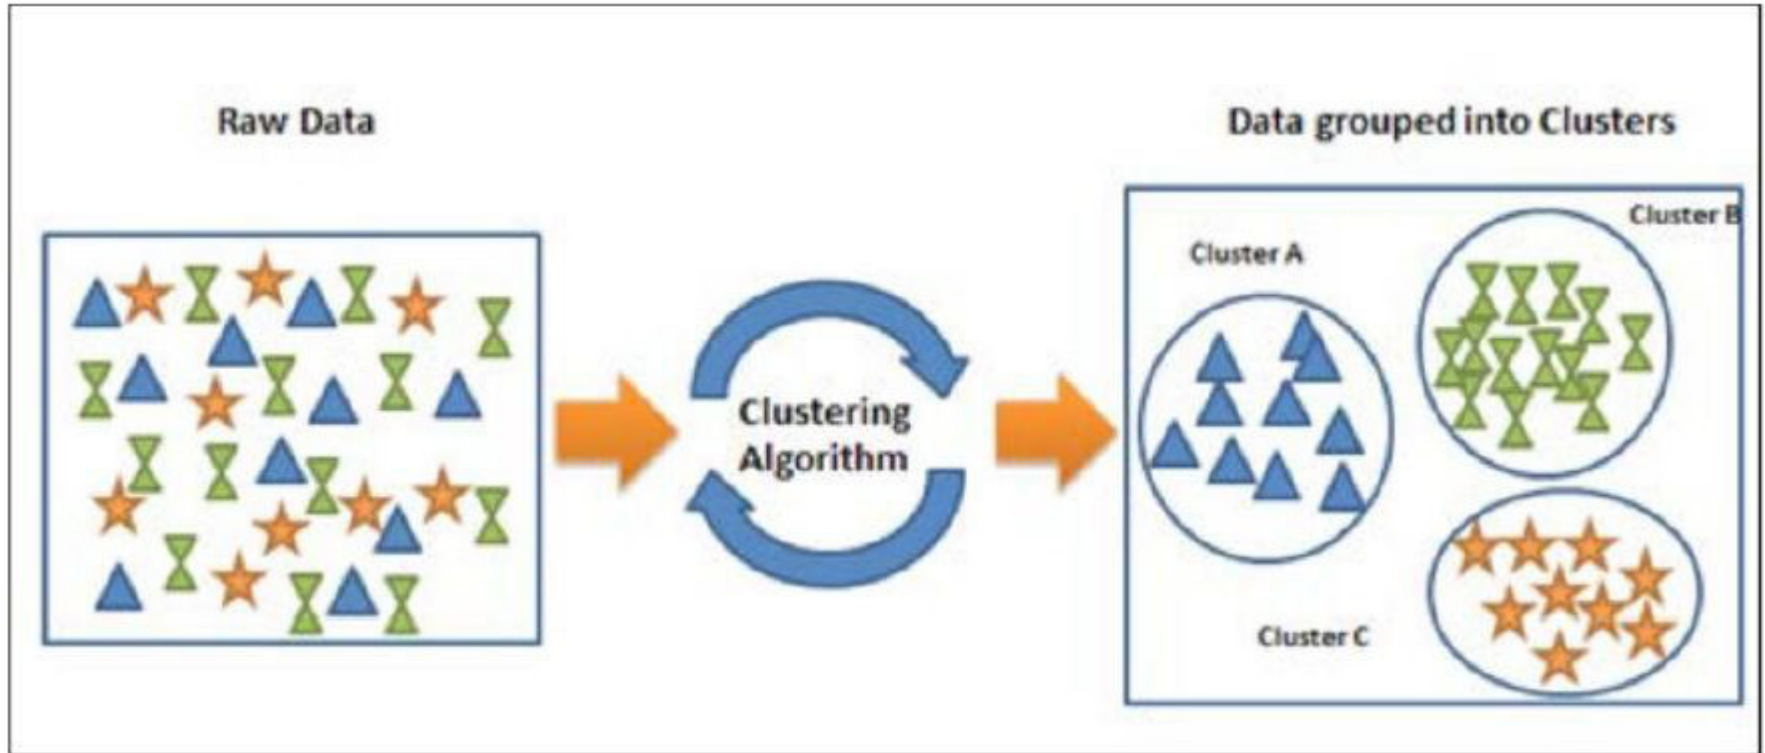 Raw Data
Data grouped into Clusters
Cluster B
Cluster A
Clustering
Algorithm
Cluster C